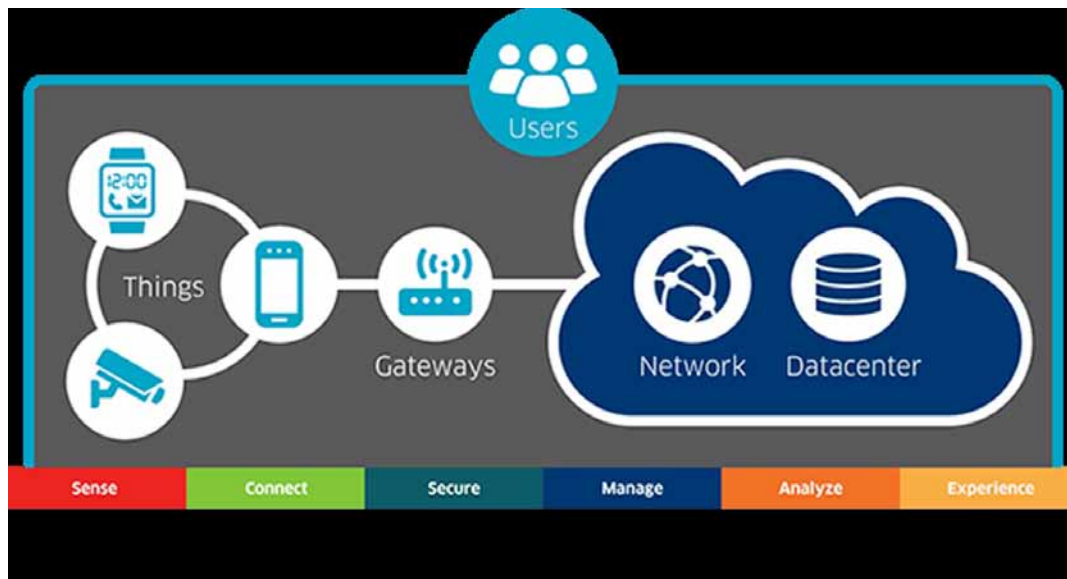 Users
12:00
Things
Gateways
Network Datacenter
Sense Connect Secure Manage Analyze Experience